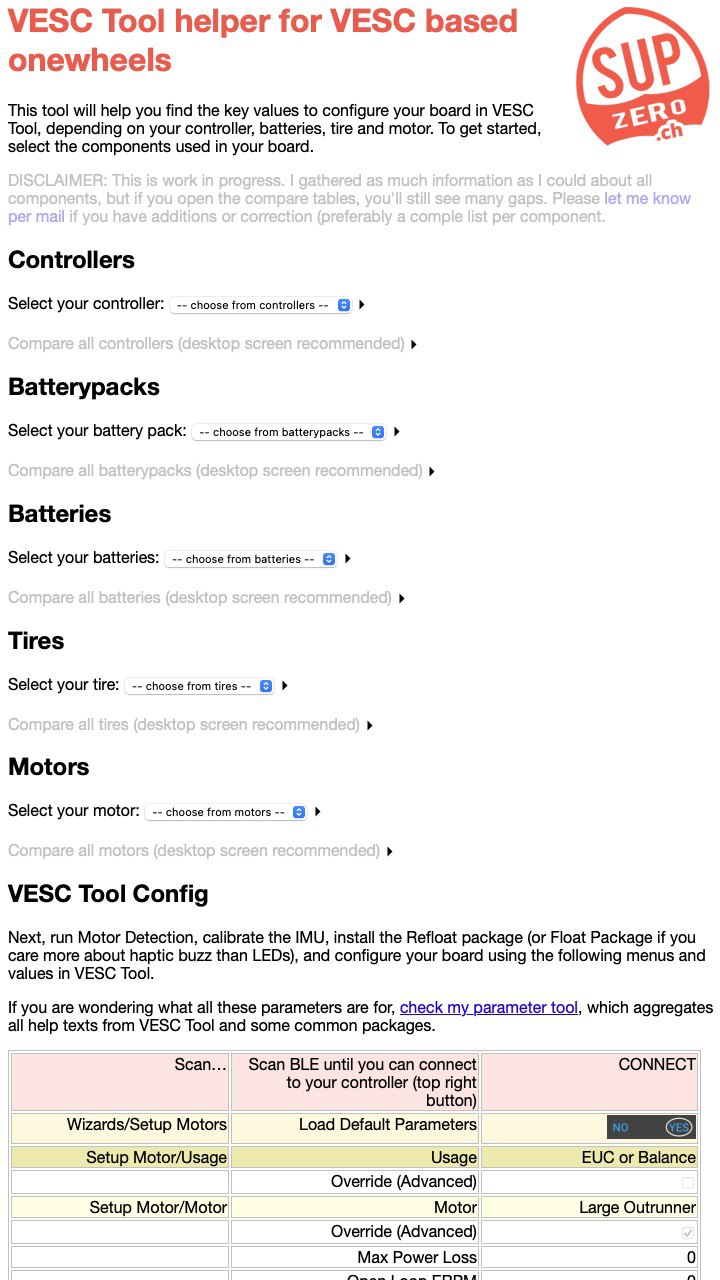 VESC Tool helper for VESC based
onewheels
SUP
ZERO
.ch
This tool will help you find the key values to configure your board in VESC
Tool, depending on your controller, batteries, tire and motor. To get started,
select the components used in your board.
DISCLAIMER: This is work in progress. I gathered as much information as I could about all
components, but if you open the compare tables, you'll still see many gaps. Please let me know
per mail if you have additions or correction (preferably a comple list per component.
Controllers
Select your controller: -- choose from controllers --
Compare all controllers (desktop screen recommended)
Batterypacks
Select your battery pack: -- choose from batterypacks --
Compare all batterypacks (desktop screen recommended)
Batteries
Select your batteries: -- choose from batteries --
Compare all batteries (desktop screen recommended)
Tires
Select your tire: -- choose from tires --
Compare all tires (desktop screen recommended)
Motors
Select your motor: -- choose from motors --
Compare all motors (desktop screen recommended)
VESC Tool Config
Next, run Motor Detection, calibrate the IMU, install the Refloat package (or Float Package if you
care more about haptic buzz than LEDs), and configure your board using the following menus and
values in VESC Tool.
If you are wondering what all these parameters are for, check my parameter tool, which aggregates
all help texts from VESC Tool and some common packages.
Scan... Scan BLE until you can connect CONNECT
to your controller (top right
button)
Wizards/Setup Motors Load Default Parameters NO YES
Setup Motor/Usage Usage EUC or Balance
Override (Advanced)
Setup Motor/Motor Motor Large Outrunner
Override (Advanced)
Max Power Loss 0
Open Loop ERPM 0